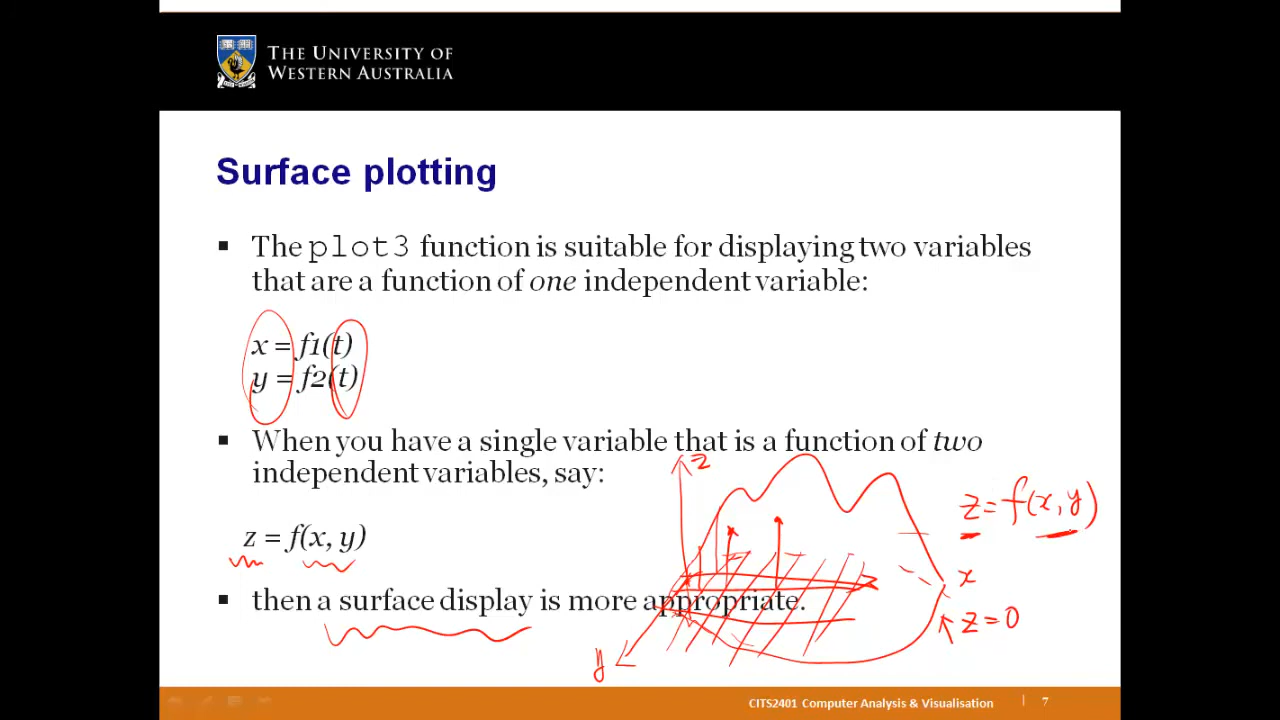 THE UNIVERSITY OF
WESTERN AUSTRALIA
Surface plotting
▪ The plot3 function is suitable for displaying two variables
that are a function of one independent variable:
x = f1(t)
y = f2(t)
▪ When you have a single variable that is a function of two
independent variables, say:
z
z = f(x, y)
z = f(x, y)
x
▪ then a surface display is more appropriate.
z = 0
y
CITS2401 Computer Analysis & Visualisation 7